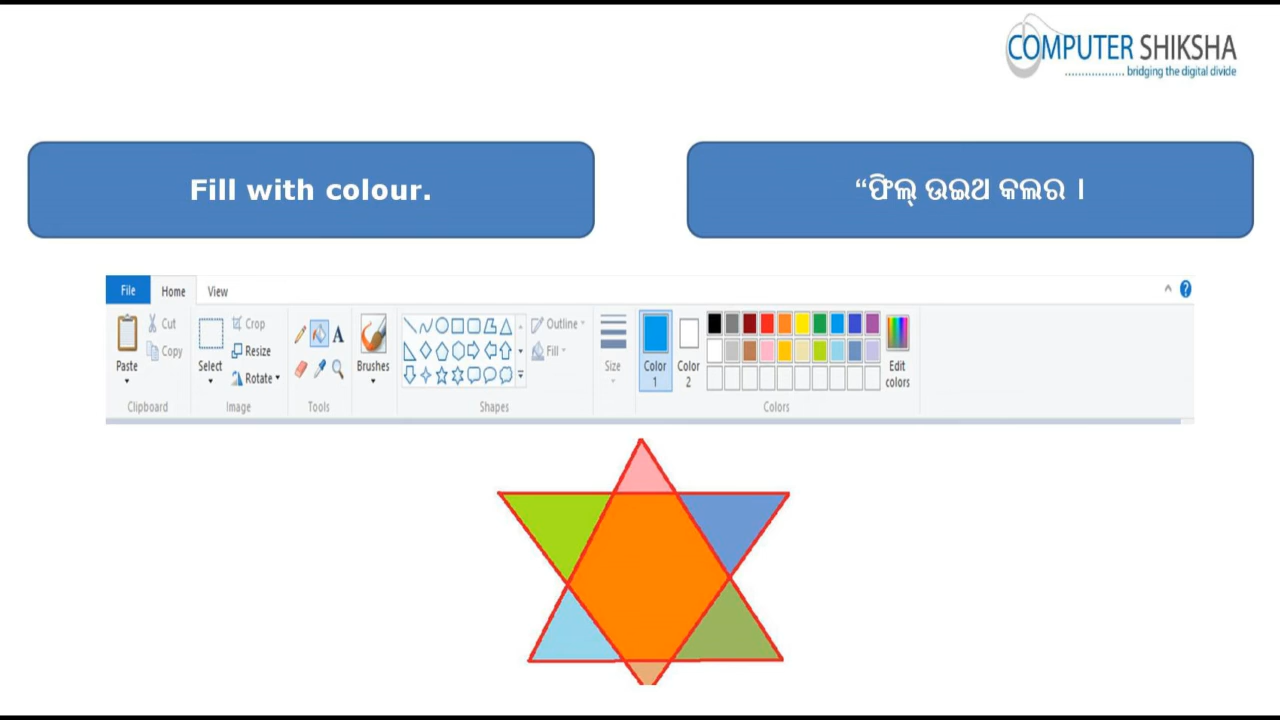 COMPUTER SHIKSHA
.................. bridging the digital divide
Fill with colour.
“ଫିଲ୍ ଉଇଥ କଲର ।
File Home View
Cut
Crop
Outline
Copy
Resize
Fill
Paste
Select
Rotate
Brushes
Size
Color 1
Color 2
Edit colors
Clipboard
Image
Tools
Shapes
Colors